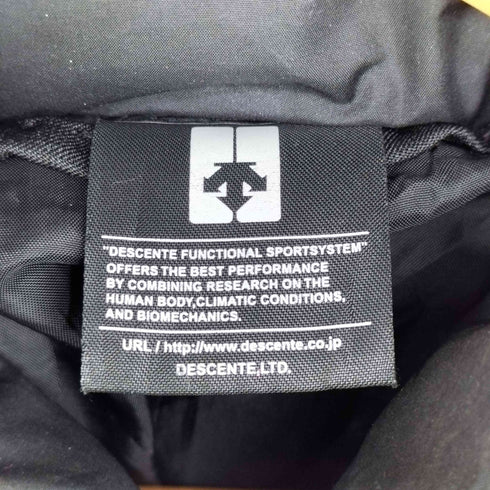 "DESCENTE FUNCTIONAL SPORTSYSTEM"
OFFERS THE BEST PERFORMANCE
BY COMBINING RESEARCH ON THE
HUMAN BODY,CLIMATIC CONDITIONS,
AND BIOMECHANICS.
URL / http://www.descente.co.jp
DESCENTE,LTD.